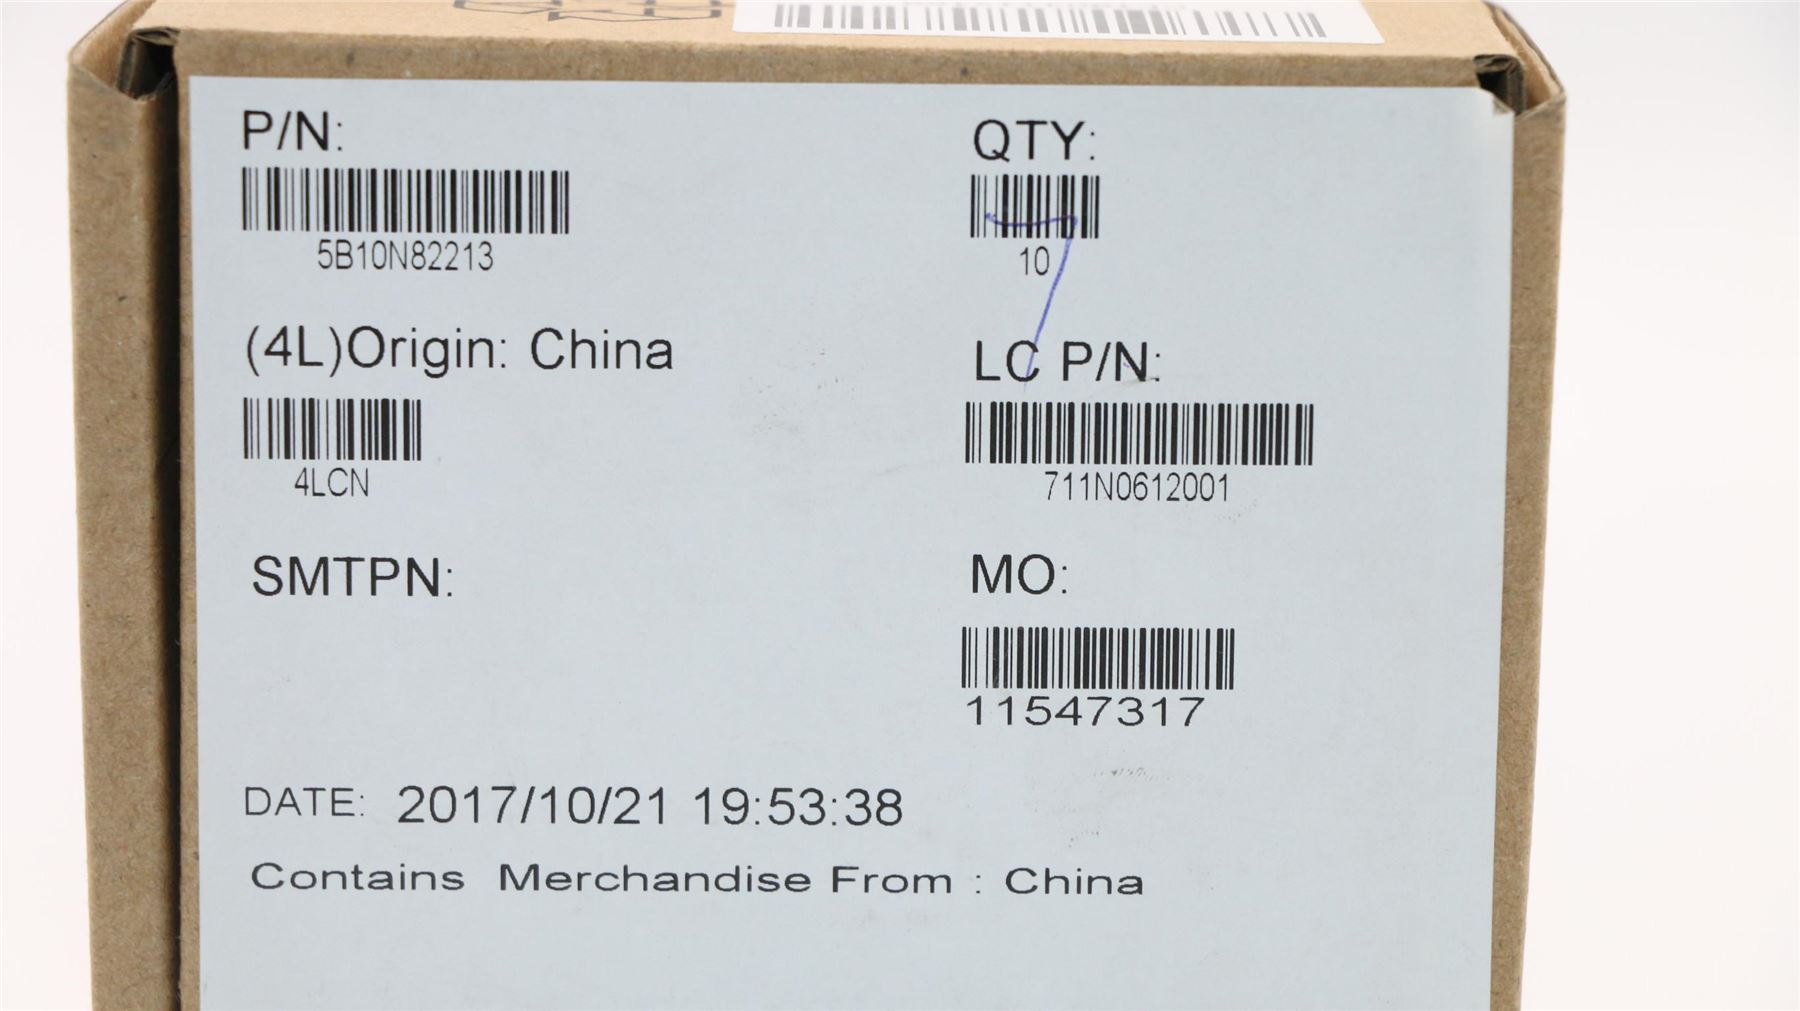 P/N:
5B10N82213
QTY:
10
7
(4L)Origin: China
4LCN
LC P/N:
711N0612001
SMTPN:
MO:
11547317
DATE: 2017/10/21 19:53:38
Contains Merchandise From : China